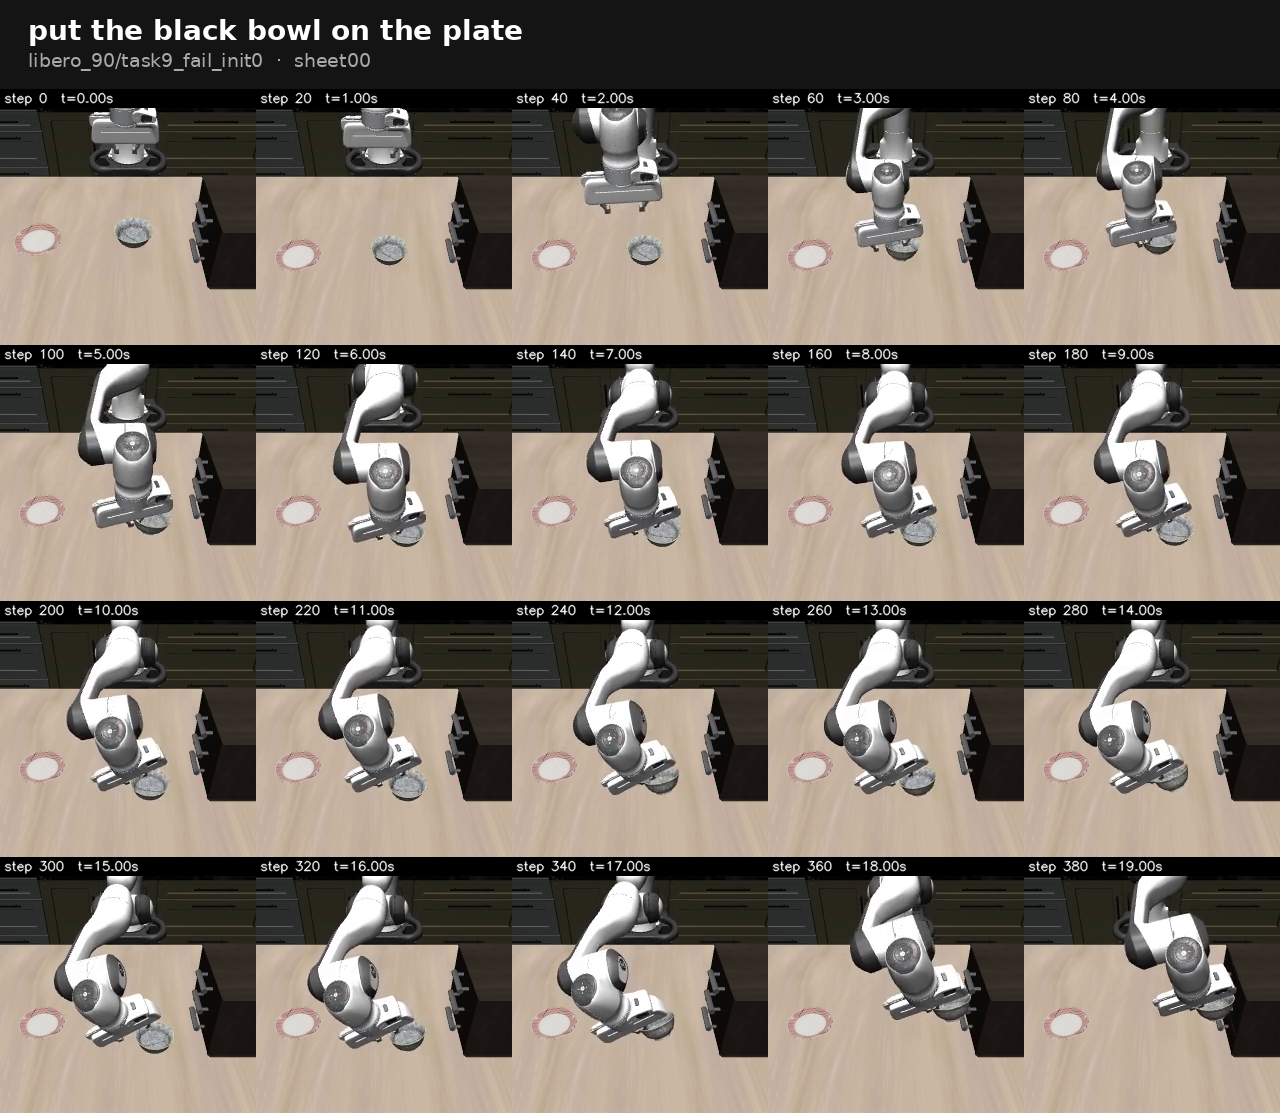 put the black bowl on the plate
libero_90/task9_fail_init0 · sheet00
step 0 t=0.00s
step 20 t=1.00s
step 40 t=2.00s
step 60 t=3.00s
step 80 t=4.00s
step 100 t=5.00s
step 120 t=6.00s
step 140 t=7.00s
step 160 t=8.00s
step 180 t=9.00s
step 200 t=10.00s
step 220 t=11.00s
step 240 t=12.00s
step 260 t=13.00s
step 280 t=14.00s
step 300 t=15.00s
step 320 t=16.00s
step 340 t=17.00s
step 360 t=18.00s
step 380 t=19.00s